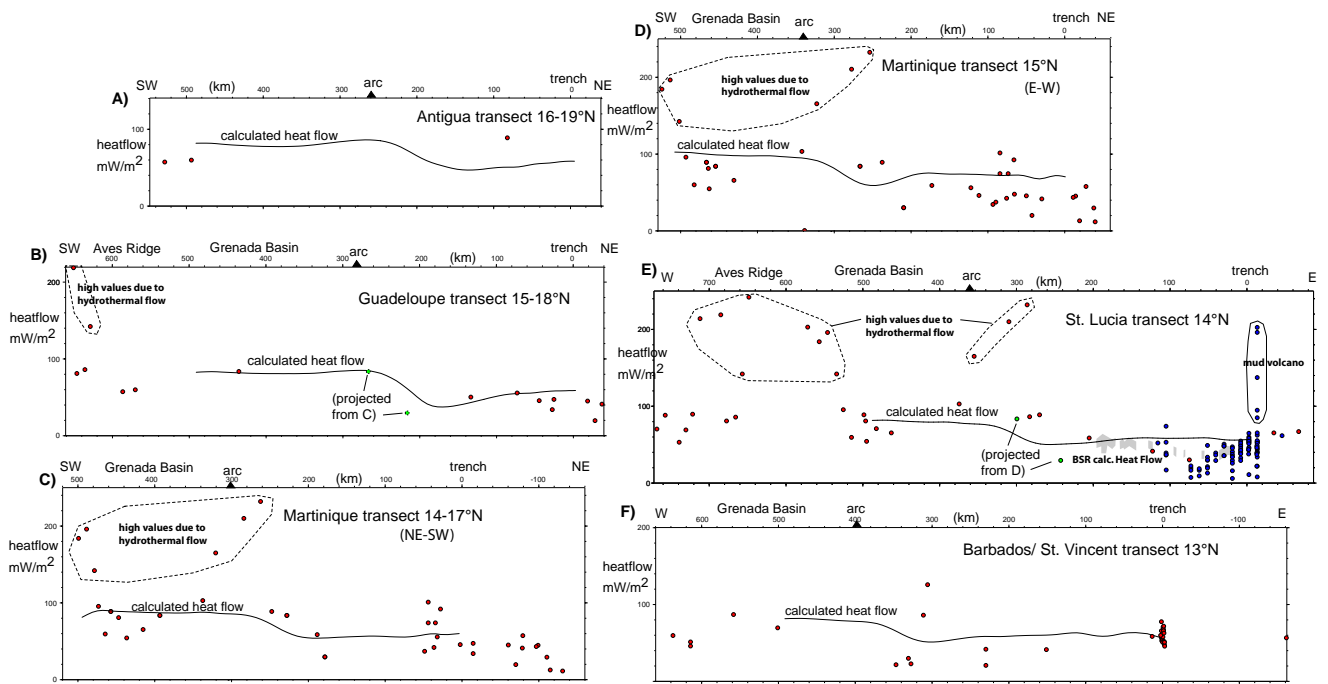 A)
SW
500
(km)
400
300
arc
200
100
trench
0
NE
Antigua transect 16-19°N
calculated heat flow
heatflow
mW/m2
100
0
B)
SW
Aves Ridge
Grenada Basin
arc
trench
NE
600
500
400
300
200
(km)
100
0
200
high values due to
hydrothermal flow
Guadeloupe transect 15-18°N
heatflow
mW/m2
100
calculated heat flow
(projected
from C)
0
C)
SW
Grenada Basin
arc
trench
NE
500
400
300
200
(km)
100
0
-100
200
high values due to
hydrothermal flow
Martinique transect 14-17°N
(NE-SW)
heatflow
mW/m2
100
calculated heat flow
0
D)
SW
Grenada Basin
arc
trench
NE
500
400
300
200
(km)
100
0
200
high values due to
hydrothermal flow
Martinique transect 15°N
(E-W)
heatflow
mW/m2
100
calculated heat flow
0
E)
W
Aves Ridge
Grenada Basin
arc
trench
E
700
600
500
400
300
(km)
200
100
0
200
high values due to
hydrothermal flow
St. Lucia transect 14°N
heatflow
mW/m2
mud volcano
100
calculated heat flow
(projected
from D)
BSR calc. Heat Flow
0
F)
W
Grenada Basin
arc
trench
E
600
500
400
300
(km)
200
100
0
-100
200
Barbados/ St. Vincent transect 13°N
heatflow
mW/m2
100
calculated heat flow
0